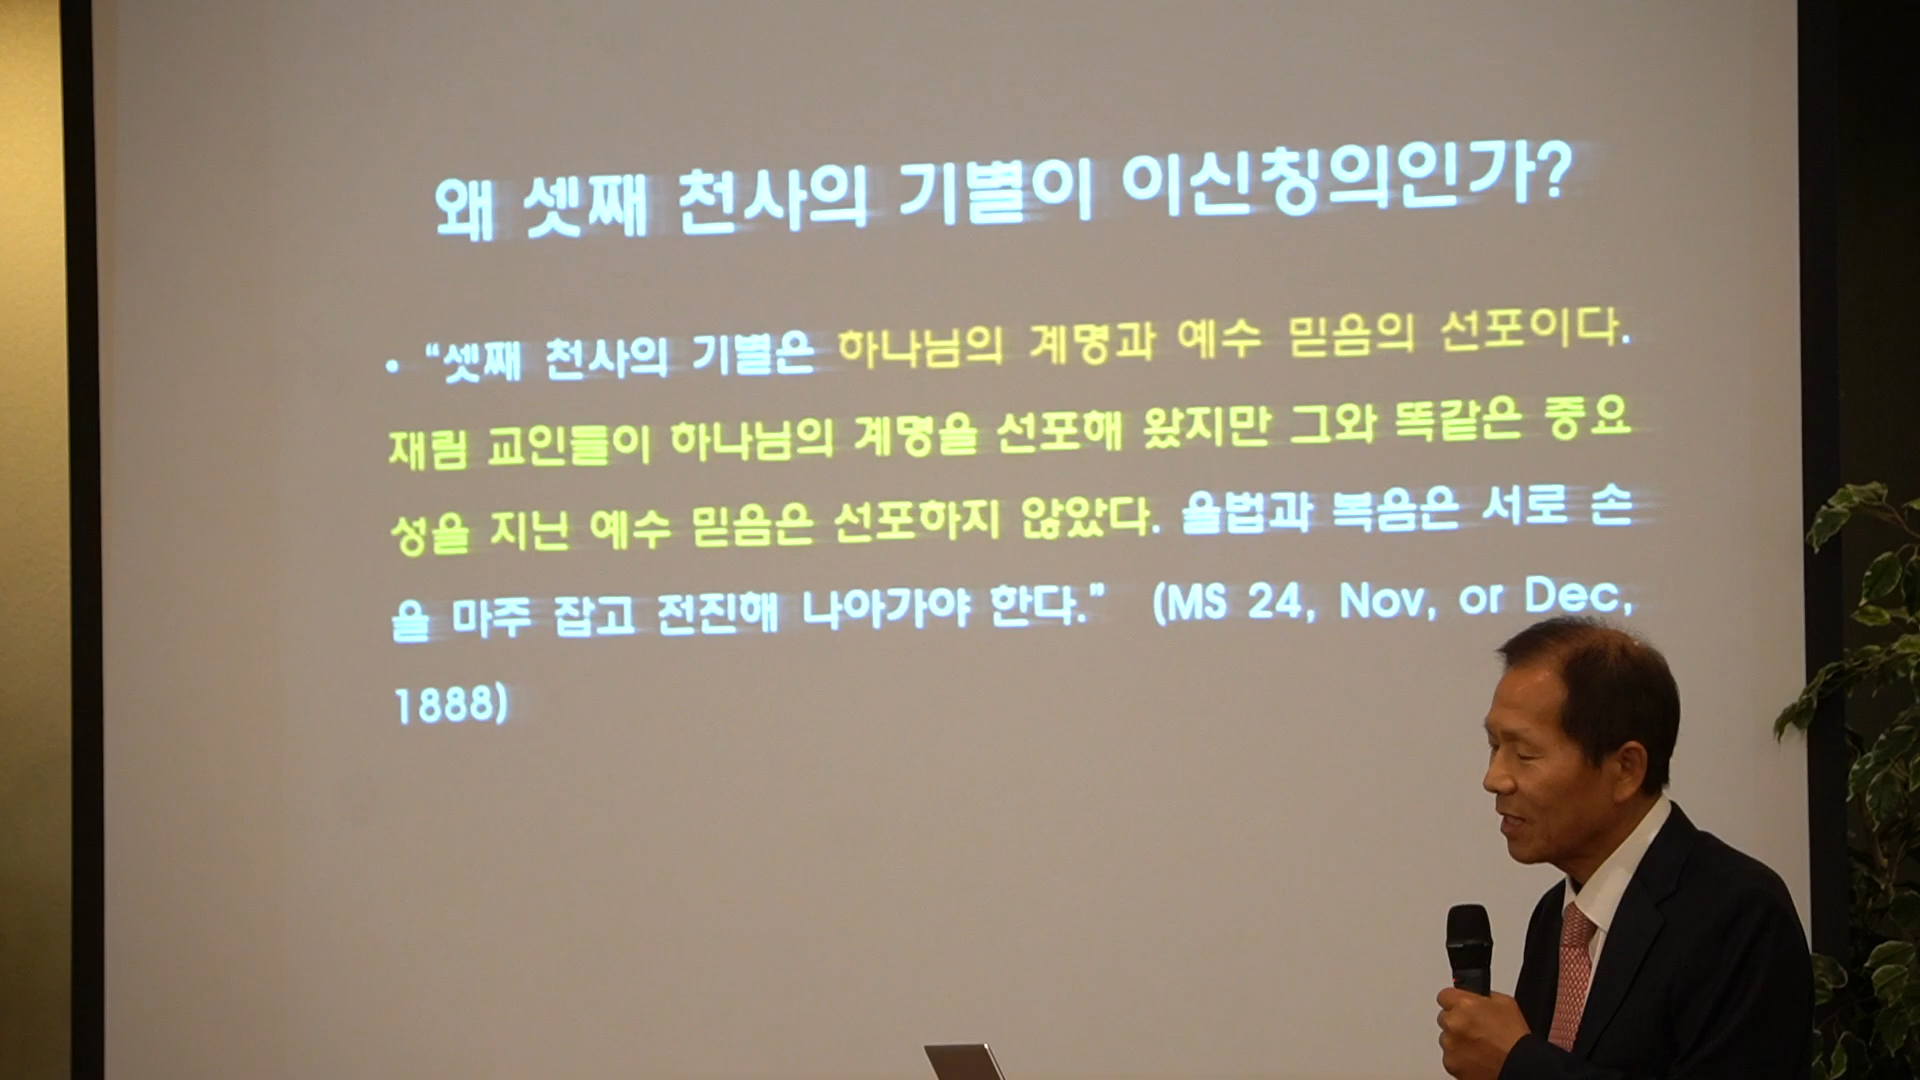 왜 셋째 천사의 기별이 이신칭의인가?
• “셋째 천사의 기별은 하나님의 계명과 예수 믿음의 선포이다.
재림 교인들이 하나님의 계명을 선포해 왔지만 그와 똑같은 중요
성을 지닌 예수 믿음은 선포하지 않았다. 율법과 복음은 서로 손
을 마주 잡고 전진해 나아가야 한다.” (MS 24, Nov, or Dec,
1888)